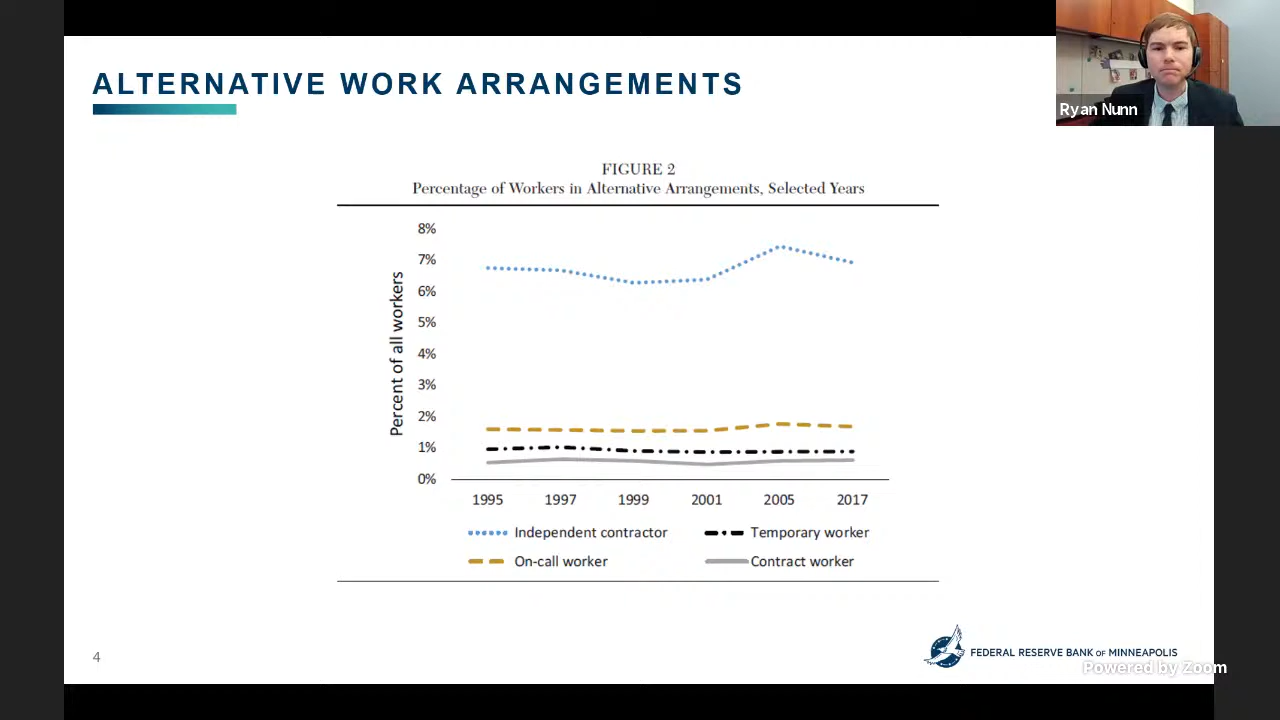 ALTERNATIVE WORK ARRANGEMENTS
Ryan Nunn
FIGURE 2
Percentage of Workers in Alternative Arrangements, Selected Years
Percent of all workers
8%
7%
6%
5%
4%
3%
2%
1%
0%
1995 1997 1999 2001 2005 2017
Independent contractor Temporary worker
On-call worker Contract worker
4
FEDERAL RESERVE BANK OF MINNEAPOLIS
Powered by Zoom